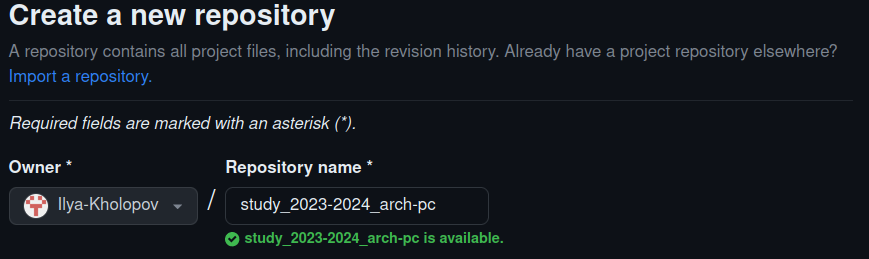 Create a new repository
A repository contains all project files, including the revision history. Already have a project repository elsewhere?
Import a repository.
Required fields are marked with an asterisk (*).
Owner * Repository name *
Ilya-Kholopov / study_2023-2024_arch-pc
study_2023-2024_arch-pc is available.